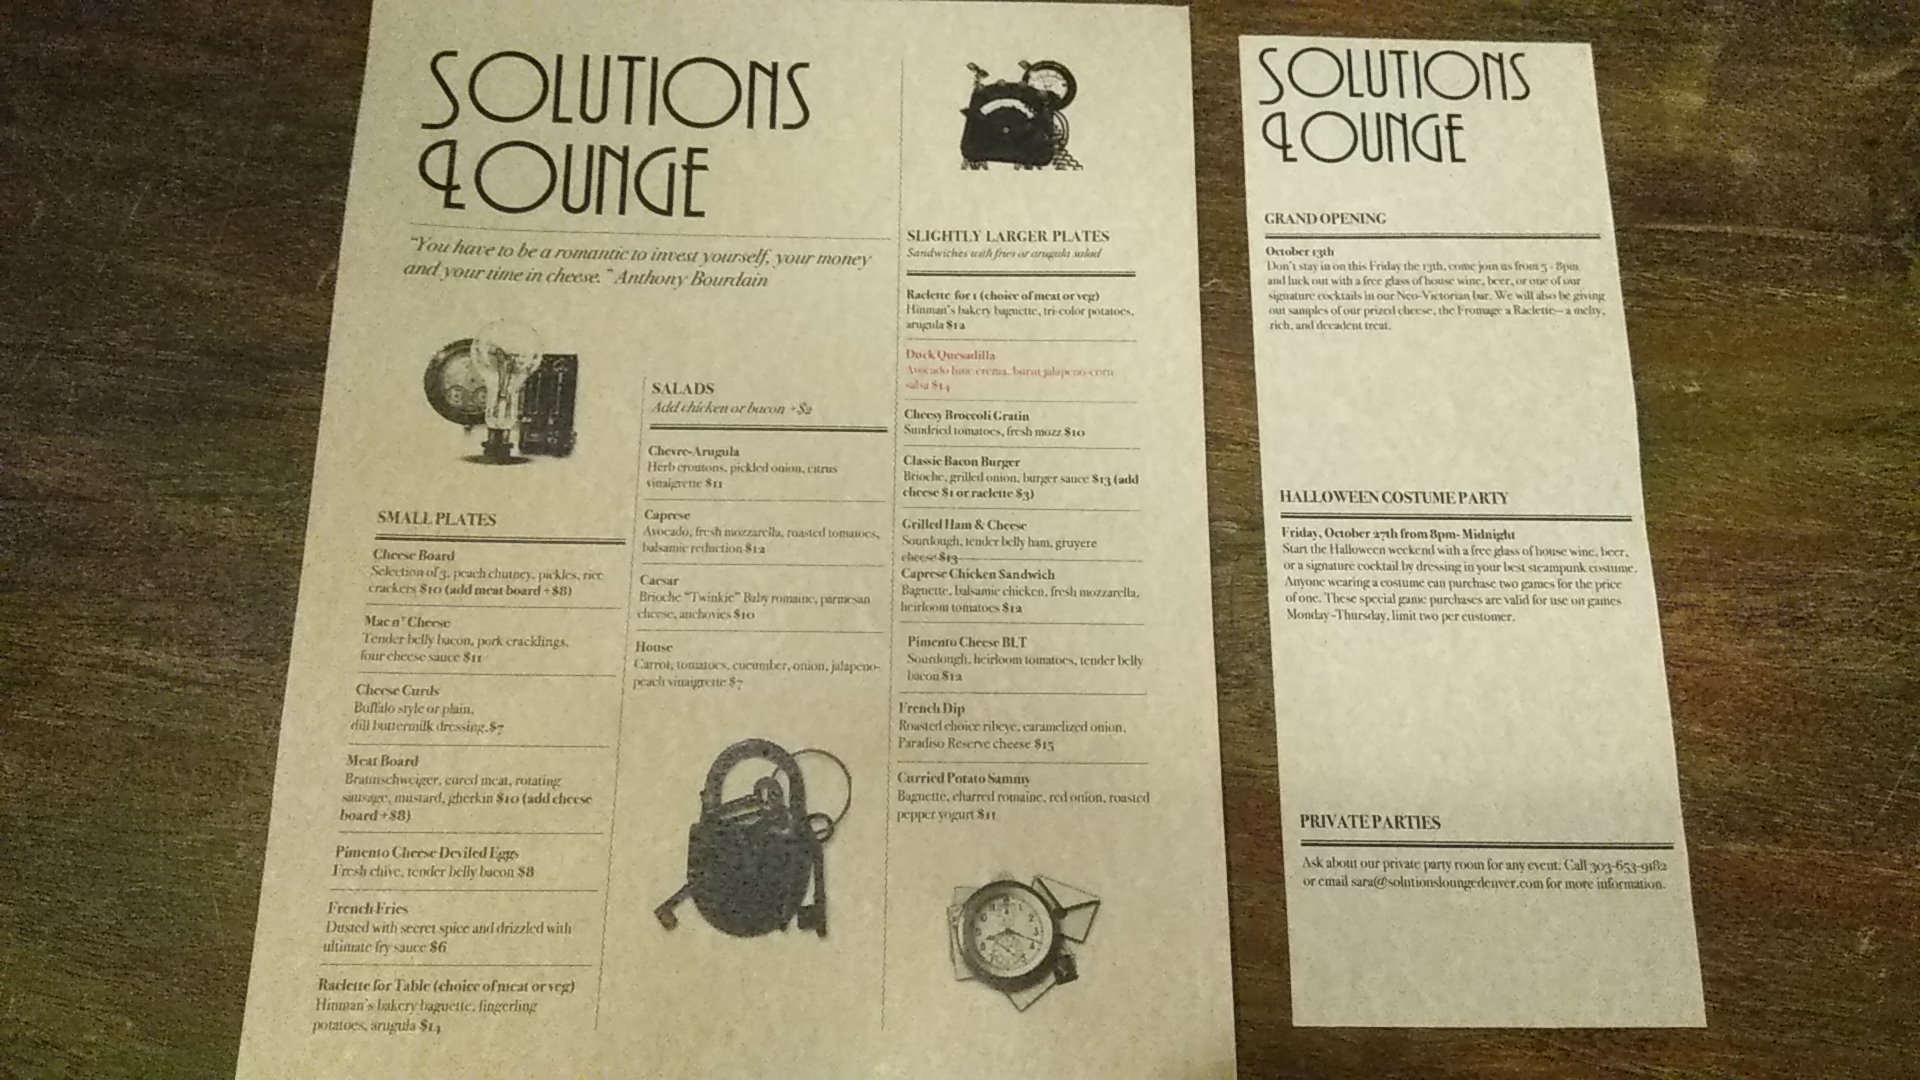 SOLUTIONS
LOUNGE
"You have to be a romantic to invest yourself, your money
and your time in cheese." Anthony Bourdain
SMALL PLATES
Cheese Board
Selection of 3, peach chutney, pickles, rice
crackers $10 (add meat board +$8)
Mac n' Cheese
Tender belly bacon, pork cracklings,
four cheese sauce $11
Cheese Curds
Buffalo style or plain,
dill buttermilk dressing, $7
Meat Board
Braunschweiger, cured meat, rotating
sausage, mustard, gherkin $10 (add cheese
board +$8)
Pimento Cheese Deviled Eggs
Fresh chive, tender belly bacon $8
French Fries
Dusted with secret spice and drizzled with
ultimate fry sauce $6
Raclette for Table (choice of meat or veg)
Hinman's bakery baguette, fingerling
potatoes, arugula $14
SALADS
Add chicken or bacon +$2
Chevre-Arugula
Herb croutons, pickled onion, citrus
vinaigrette $11
Caprese
Avocado, fresh mozzarella, roasted tomatoes,
balsamic reduction $12
Caesar
Brioche "Twinkie" Baby romaine, parmesan
cheese, anchovies $10
House
Carrot, tomatoes, cucumber, onion, jalapeno-
peach vinaigrette $7
SLIGHTLY LARGER PLATES
Sandwiches with fries or arugula salad
Raclette for 1 (choice of meat or veg)
Hinman's bakery baguette, tri-color potatoes,
arugula $12
Duck Quesadilla
Avocado lime crema, burnt jalapeno-corn
salsa $14
Cheesy Broccoli Gratin
Sundried tomatoes, fresh mozz $10
Classic Bacon Burger
Brioche, grilled onion, burger sauce $13 (add
cheese $1 or raclette $3)
Grilled Ham & Cheese
Sourdough, tender belly ham, gruyere
cheese $13
Caprese Chicken Sandwich
Baguette, balsamic chicken, fresh mozzarella,
heirloom tomatoes $12
Pimento Cheese BLT
Sourdough, heirloom tomatoes, tender belly
bacon $12
French Dip
Roasted choice ribeye, caramelized onion,
Paradiso Reserve cheese $15
Curried Potato Sammy
Baguette, charred romaine, red onion, roasted
pepper yogurt $11
SOLUTIONS
LOUNGE
GRAND OPENING
October 13th
Don't stay in on this Friday the 13th, come join us from 5 - 8pm
and luck out with a free glass of house wine, beer, or one of our
signature cocktails in our Neo-Victorian bar. We will also be giving
out samples of our prized cheese, the Fromage a Raclette—a melty,
rich, and decadent treat.
HALLOWEEN COSTUME PARTY
Friday, October 27th from 8pm- Midnight
Start the Halloween weekend with a free glass of house wine, beer,
or a signature cocktail by dressing in your best steampunk costume.
Anyone wearing a costume can purchase two games for the price
of one. These special game purchases are valid for use on games
Monday -Thursday, limit two per customer.
PRIVATE PARTIES
Ask about our private party room for any event. Call 303-653-9182
or email sara@solutionsloungedenver.com for more information.